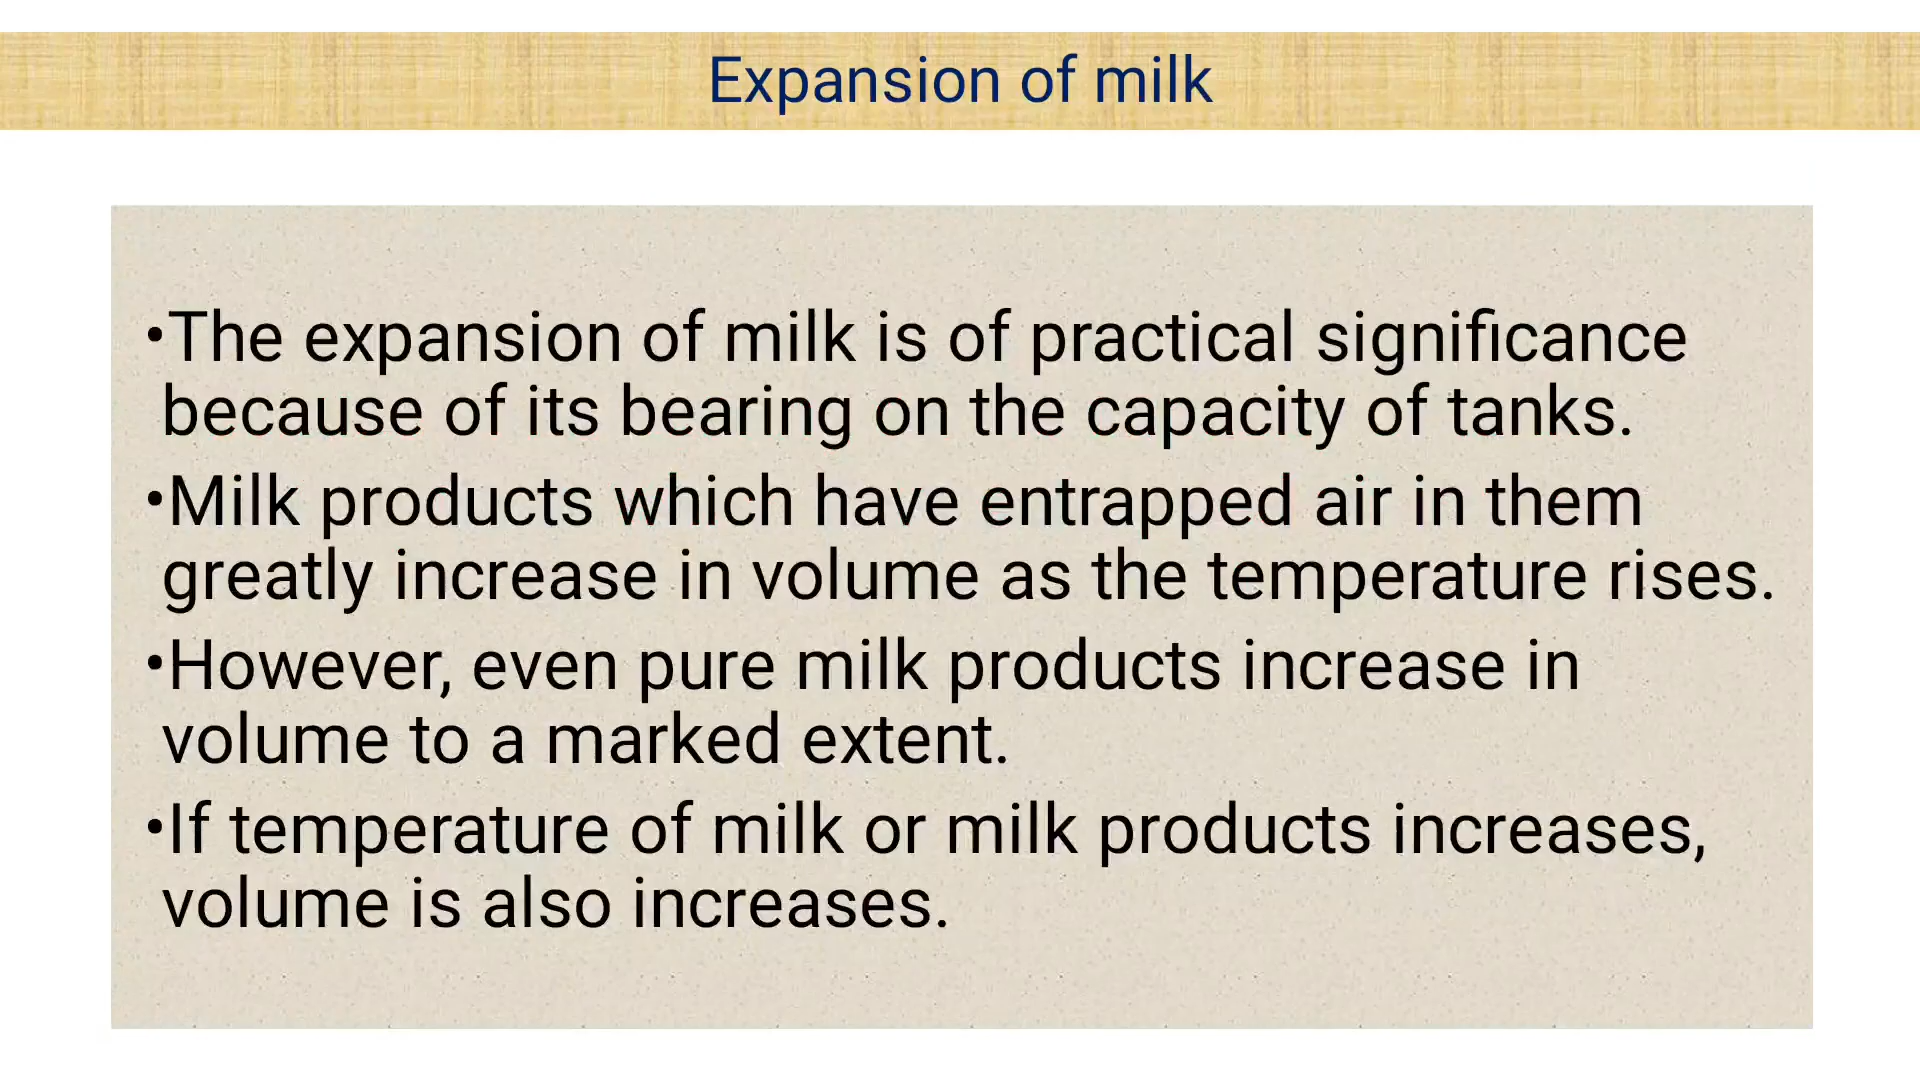 Expansion of milk
•The expansion of milk is of practical significance
because of its bearing on the capacity of tanks.
•Milk products which have entrapped air in them
greatly increase in volume as the temperature rises.
•However, even pure milk products increase in
volume to a marked extent.
•If temperature of milk or milk products increases,
volume is also increases.